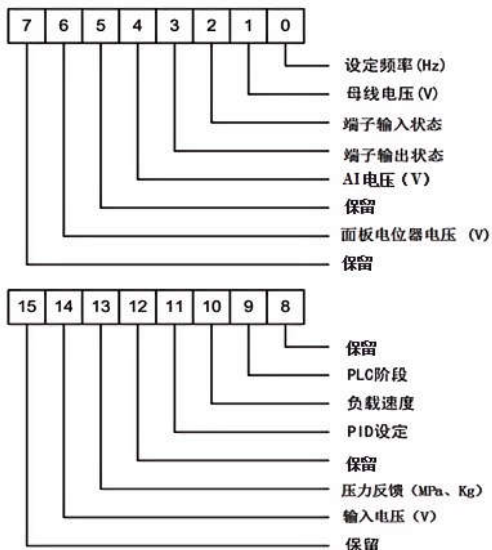 7 6 5 4 3 2 1 0
设定频率(Hz)
母线电压(V)
端子输入状态
端子输出状态
AI电压(V)
保留
面板电位器电压 (V)
保留
15 14 13 12 11 10 9 8
保留
PLC阶段
负载速度
PID设定
保留
压力反馈(MPa、Kg)
输入电压(V)
保留